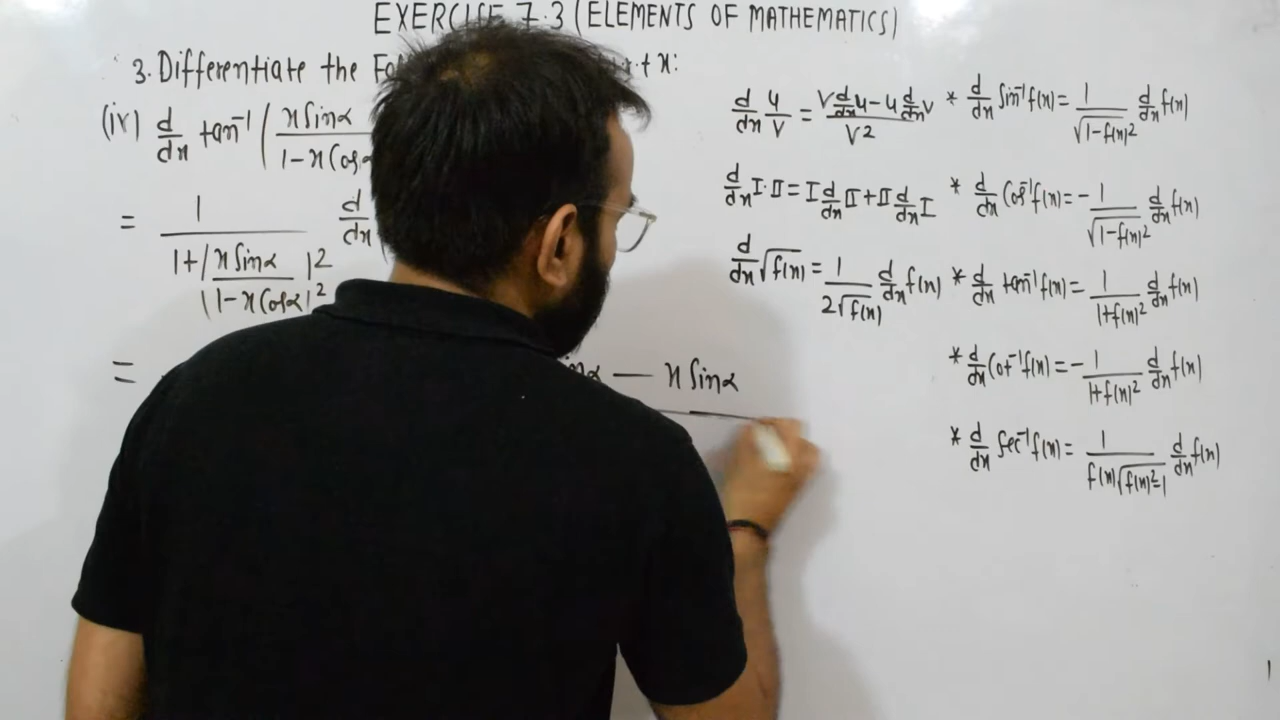 EXERCISE 7.3 (ELEMENTS OF MATHEMATICS)
3. Differentiate the x:
(iv) d/dx tan⁻¹ (x Sinα / 1-x Cosα
= 1 / 1+(x Sinα / 1-x Cosα)² d/dx
= — x Sinα
d/dx u/v = (v d/dx u - u d/dx v) / v²
d/dx I·II = I d/dx II + II d/dx I
d/dx √f(x) = 1/2√f(x) d/dx f(x)
* d/dx Sin⁻¹ f(x) = 1/√1-f(x)² d/dx f(x)
* d/dx Cos⁻¹ f(x) = -1/√1-f(x)² d/dx f(x)
* d/dx tan⁻¹ f(x) = 1/1+f(x)² d/dx f(x)
* d/dx Cot⁻¹ f(x) = -1/1+f(x)² d/dx f(x)
* d/dx Sec⁻¹ f(x) = 1/f(x)√f(x)²-1 d/dx f(x)